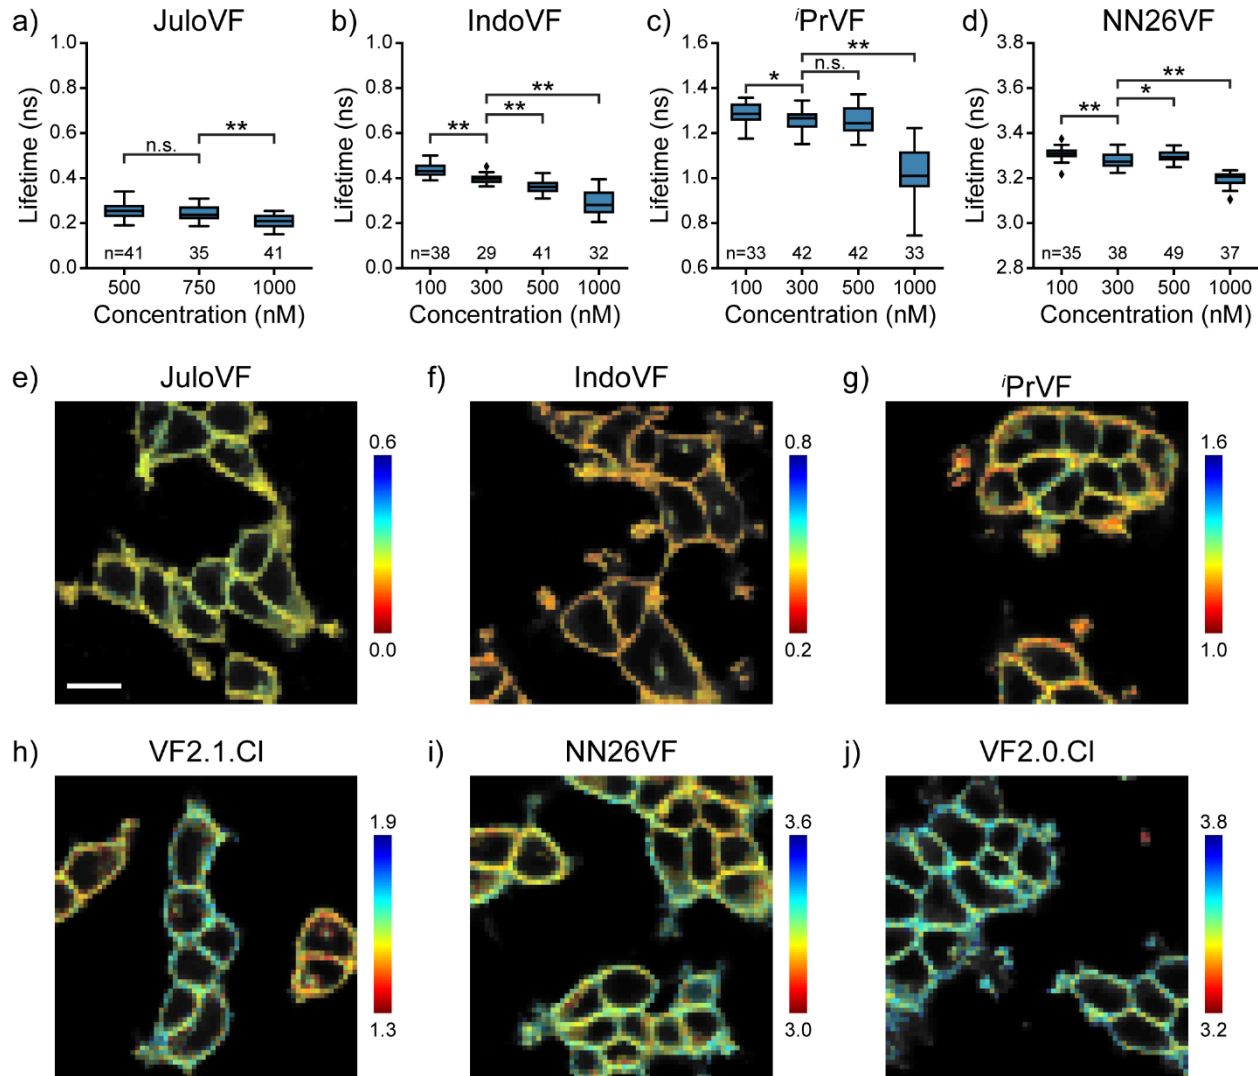 a) JuloVF
Lifetime (ns)
1.0
0.8
0.6
0.4
0.2
0.0
n.s.
**
n=41 35 41
500 750 1000
Concentration (nM)
b) IndoVF
Lifetime (ns)
1.0
0.8
0.6
0.4
0.2
0.0
**
**
**
n=38 29 41 32
100 300 500 1000
Concentration (nM)
c) iPrVF
Lifetime (ns)
1.6
1.4
1.2
1.0
0.8
0.6
**
n.s.
*
n=33 42 42 33
100 300 500 1000
Concentration (nM)
d) NN26VF
Lifetime (ns)
3.8
3.6
3.4
3.2
3.0
2.8
**
*
**
n=35 38 49 37
100 300 500 1000
Concentration (nM)
e) JuloVF
0.6
0.0
f) IndoVF
0.8
0.2
g) iPrVF
1.6
1.0
h) VF2.1.Cl
1.9
1.3
i) NN26VF
3.6
3.0
j) VF2.0.Cl
3.8
3.2